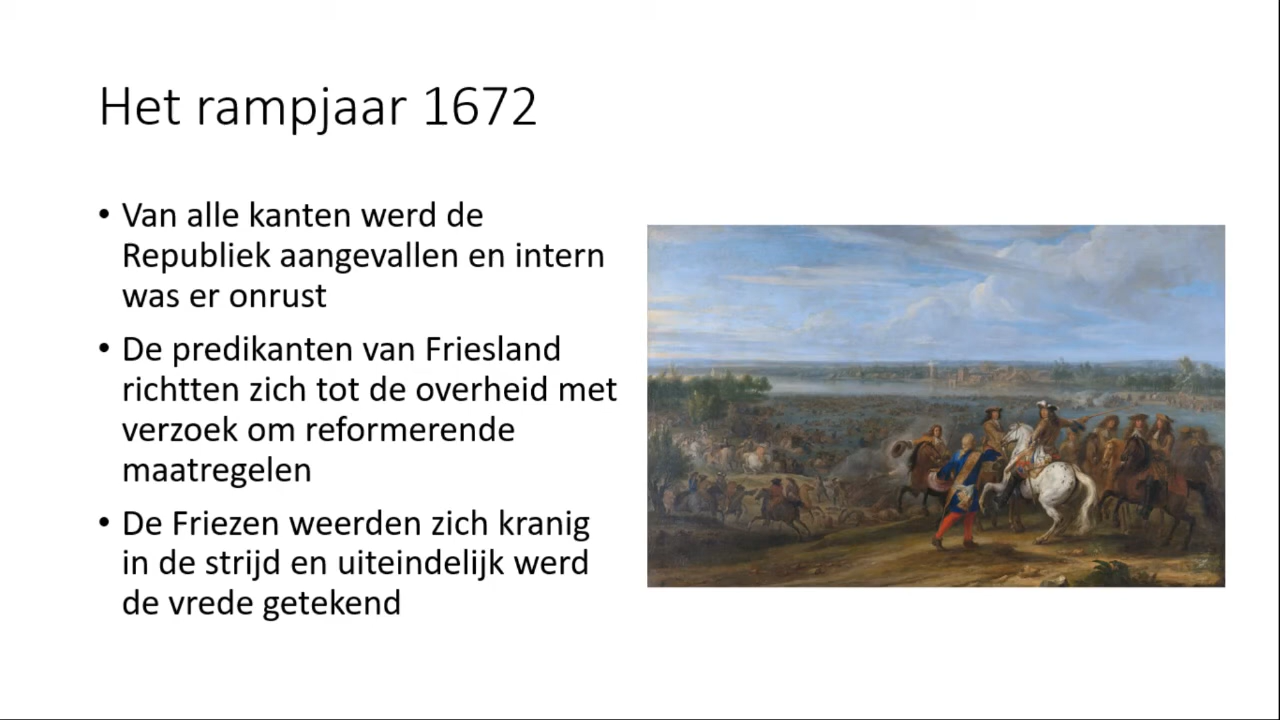 Het rampjaar 1672
• Van alle kanten werd de
Republiek aangevallen en intern
was er onrust
• De predikanten van Friesland
richtten zich tot de overheid met
verzoek om reformerende
maatregelen
• De Friezen weerden zich kranig
in de strijd en uiteindelijk werd
de vrede getekend